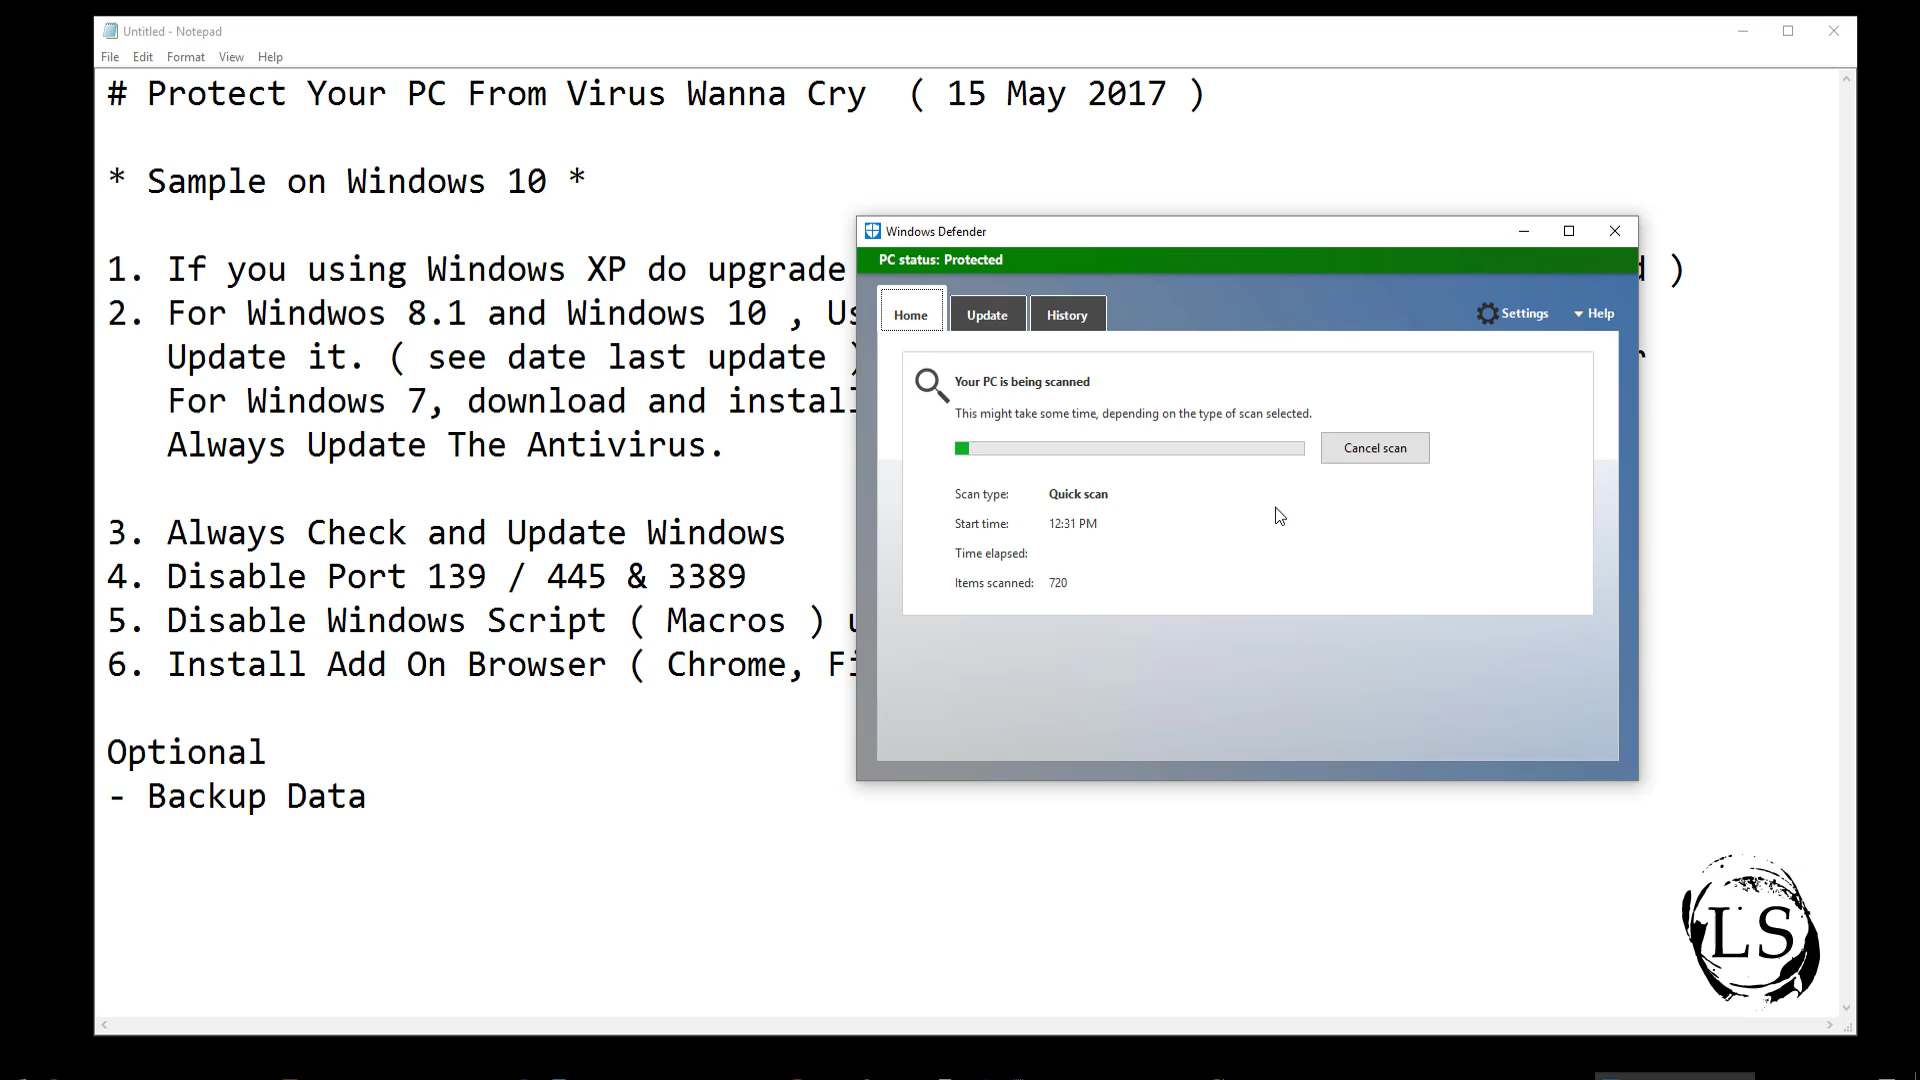 Untitled - Notepad
File Edit Format View Help
# Protect Your PC From Virus Wanna Cry ( 15 May 2017 )
* Sample on Windows 10 *
1. If you using Windows XP do upgrade
)
2. For Windwos 8.1 and Windows 10 , Us
Update it. ( see date last update )
For Windows 7, download and instal
Always Update The Antivirus.
3. Always Check and Update Windows
4. Disable Port 139 / 445 & 3389
5. Disable Windows Script ( Macros )
6. Install Add On Browser ( Chrome, Fi
Optional
- Backup Data
Windows Defender
PC status: Protected
Home Update History Settings Help
Your PC is being scanned
This might take some time, depending on the type of scan selected.
Cancel scan
Scan type: Quick scan
Start time: 12:31 PM
Time elapsed:
Items scanned: 720
LS